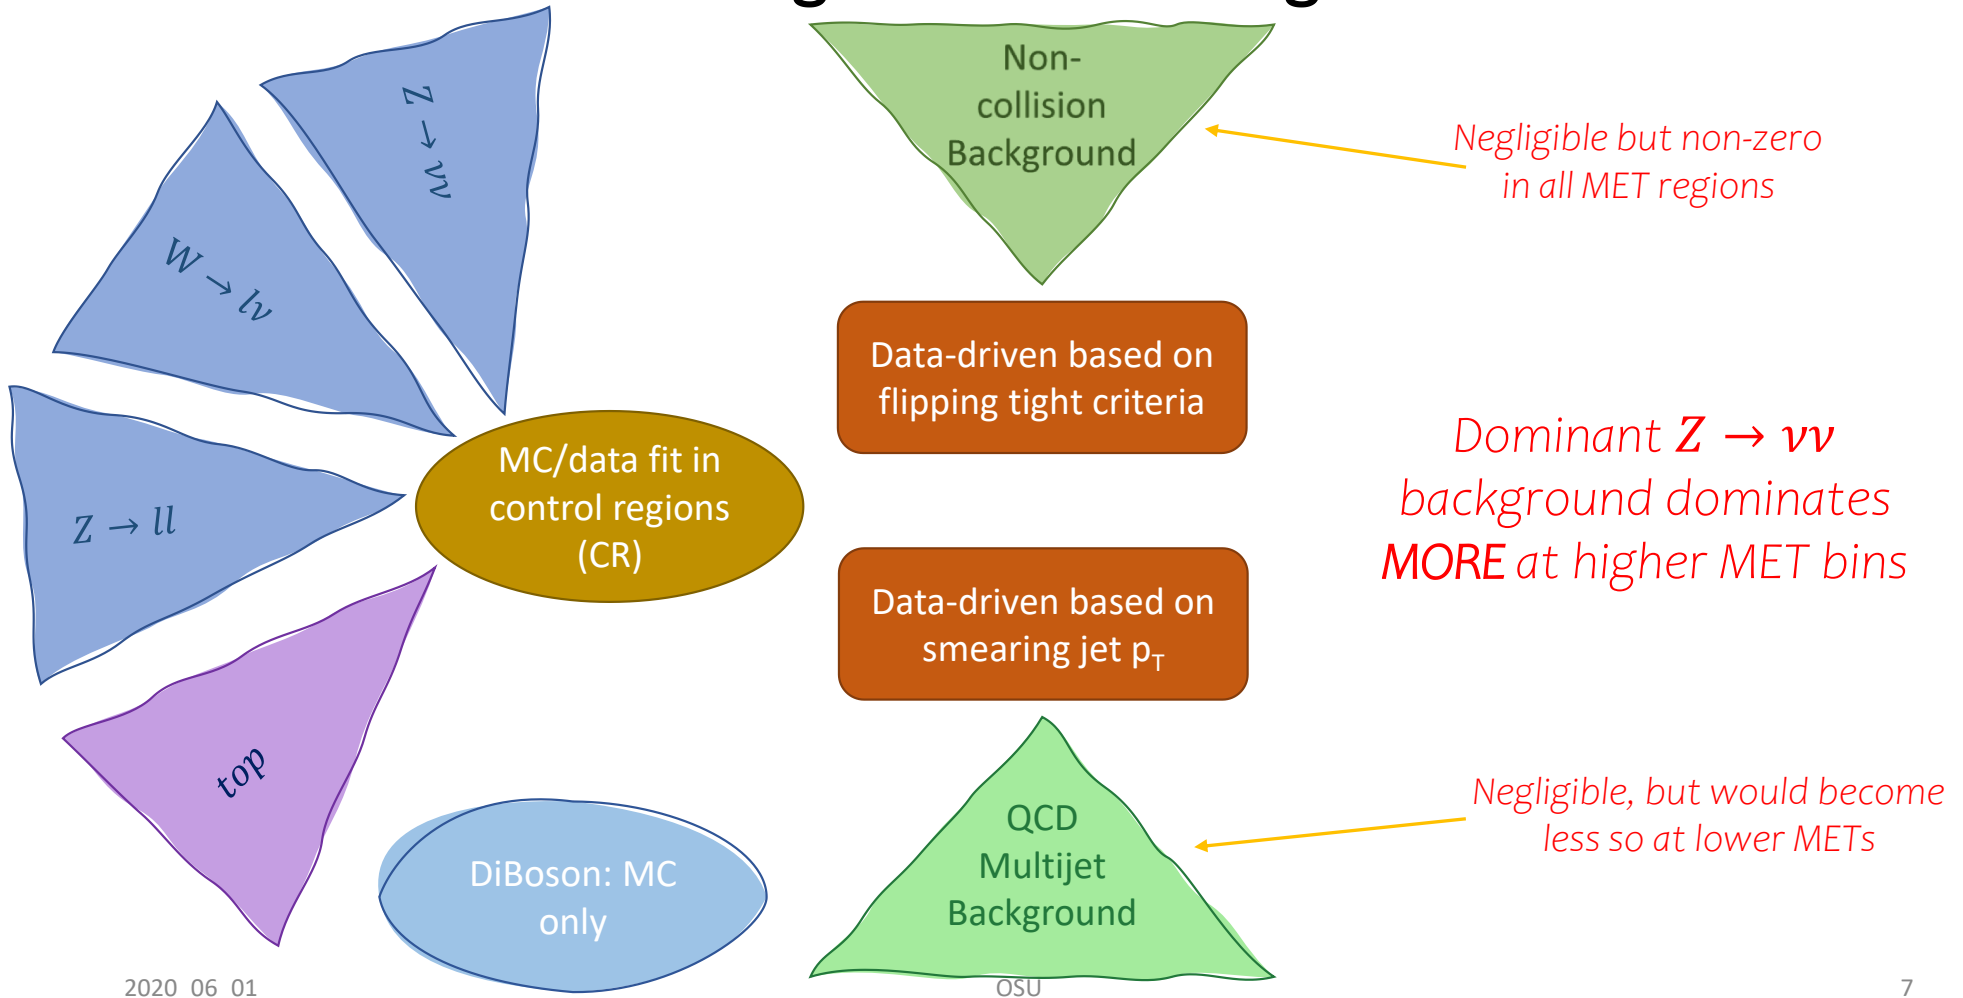 Z → νν
W → lν
Z → ll
top
MC/data fit in
control regions
(CR)
DiBoson: MC
only
Non-
collision
Background
Data-driven based on
flipping tight criteria
Data-driven based on
smearing jet p_T
QCD
Multijet
Background
Negligible but non-zero
in all MET regions
Dominant Z → νν
background dominates
MORE at higher MET bins
Negligible, but would become
less so at lower METs
2020 06 01
OSU
7